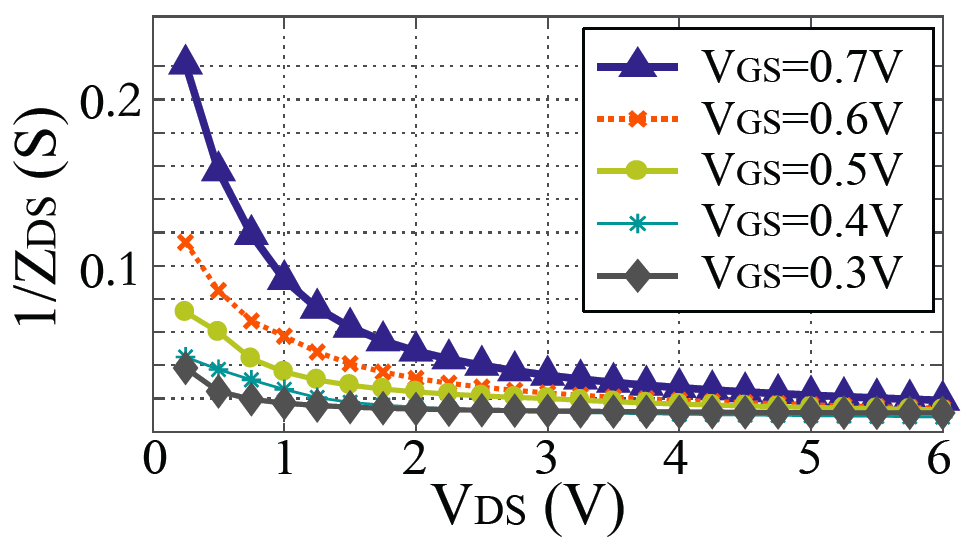 1/ZDS (S)
0.2
0.1
VGS=0.7V
VGS=0.6V
VGS=0.5V
VGS=0.4V
VGS=0.3V
0 1 2 3 4 5 6
VDS (V)